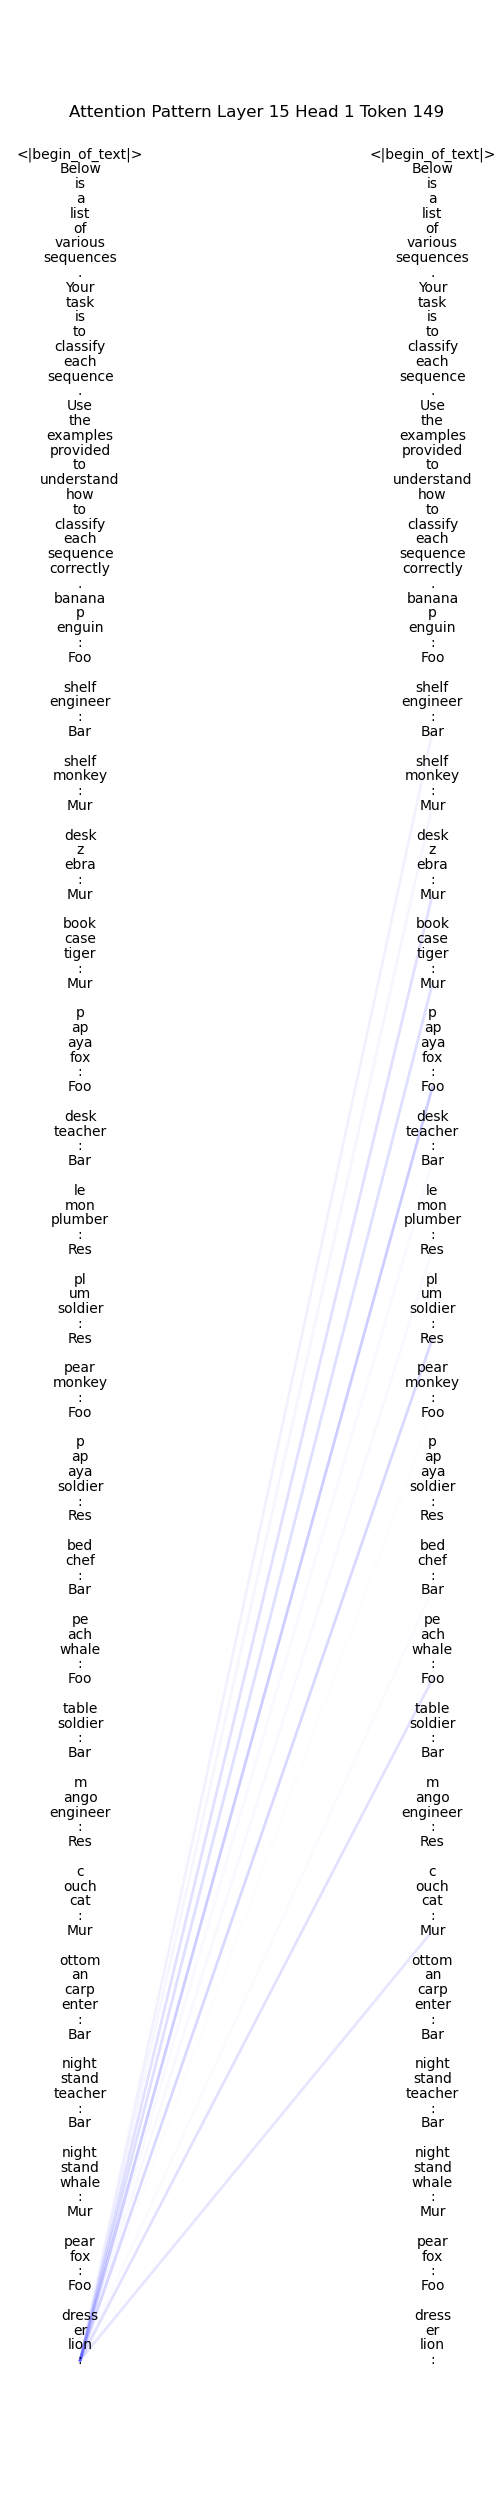 Attention Pattern Layer 15 Head 1 Token 149
<|begin_of_text|> <|begin_of_text|>
Below Below
is is
a a
list list
of of
various various
sequences sequences
. .
Your Your
task task
is is
to to
classify classify
each each
sequence sequence
. .
Use Use
the the
examples examples
provided provided
to to
understand understand
how how
to to
classify classify
each each
sequence sequence
correctly correctly
. .
banana banana
p p
enguin enguin
: :
Foo Foo
shelf shelf
engineer engineer
: :
Bar Bar
shelf shelf
monkey monkey
: :
Mur Mur
desk desk
z z
ebra ebra
: :
Mur Mur
book book
case case
tiger tiger
: :
Mur Mur
p p
ap ap
aya aya
fox fox
: :
Foo Foo
desk desk
teacher teacher
: :
Bar Bar
le le
mon mon
plumber plumber
: :
Res Res
pl pl
um um
soldier soldier
: :
Res Res
pear pear
monkey monkey
: :
Foo Foo
p p
ap ap
aya aya
soldier soldier
: :
Res Res
bed bed
chef chef
: :
Bar Bar
pe pe
ach ach
whale whale
: :
Foo Foo
table table
soldier soldier
: :
Bar Bar
m m
ango ango
engineer engineer
: :
Res Res
c c
ouch ouch
cat cat
: :
Mur Mur
ottom ottom
an an
carp carp
enter enter
: :
Bar Bar
night night
stand stand
teacher teacher
: :
Bar Bar
night night
stand stand
whale whale
: :
Mur Mur
pear pear
fox fox
: :
Foo Foo
dress dress
er er
lion lion
: :